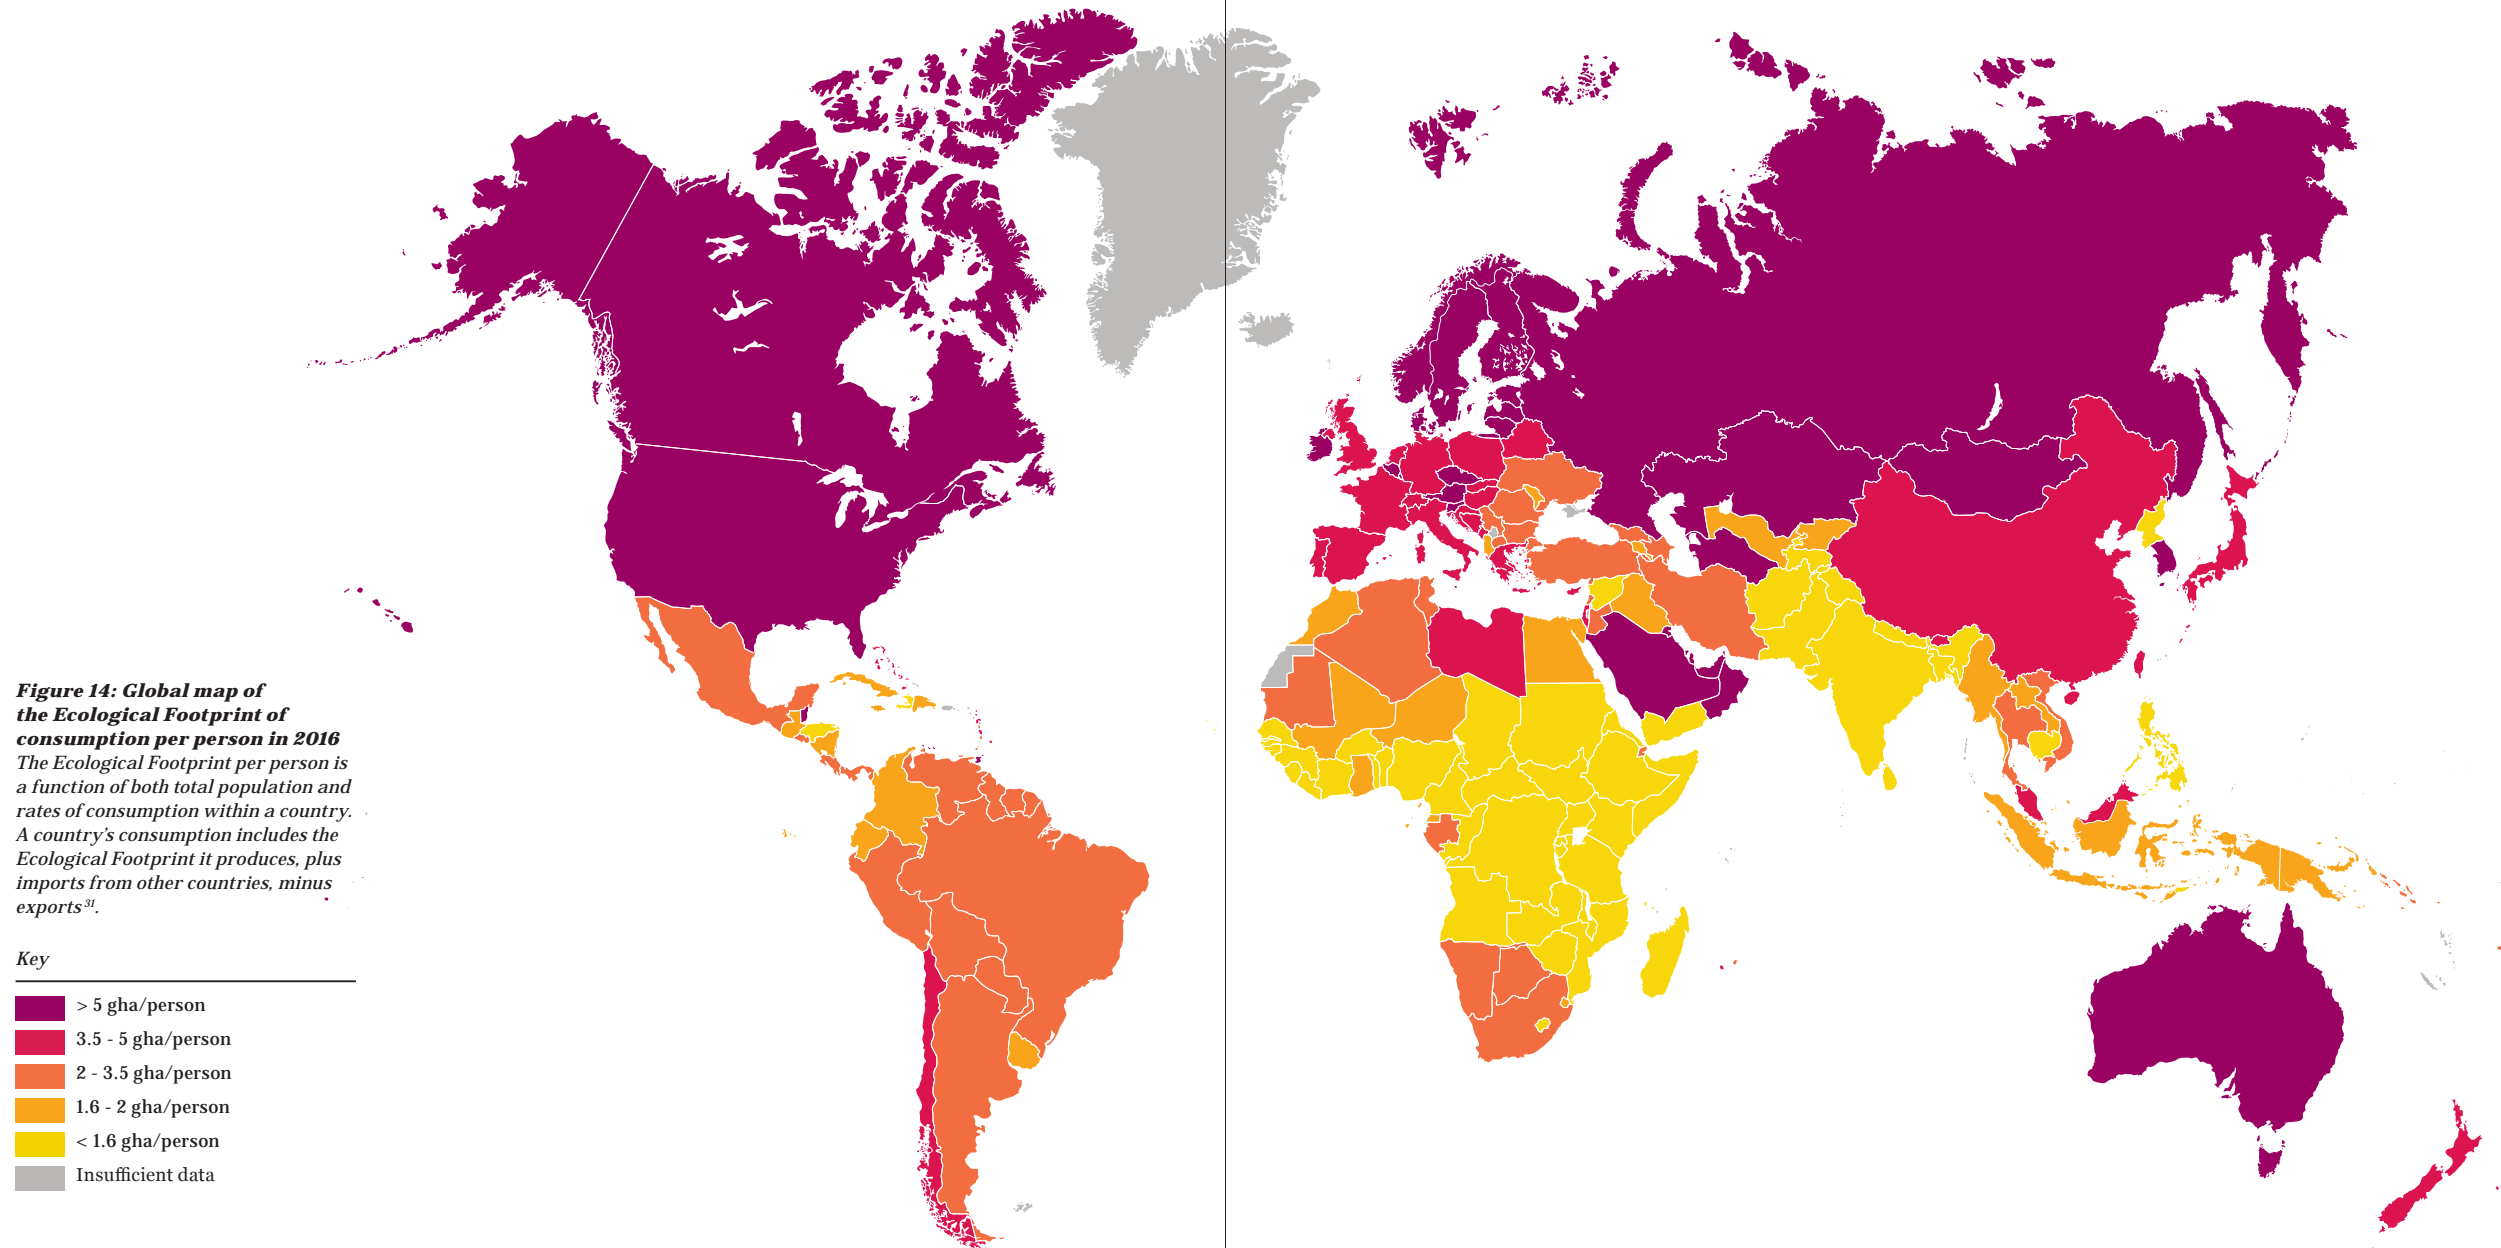 Figure 14: Global map of
the Ecological Footprint of
consumption per person in 2016
The Ecological Footprint per person is
a function of both total population and
rates of consumption within a country.
A country's consumption includes the
Ecological Footprint it produces, plus
imports from other countries, minus
exports31.
Key
> 5 gha/person
3.5 - 5 gha/person
2 - 3.5 gha/person
1.6 - 2 gha/person
< 1.6 gha/person
Insufficient data